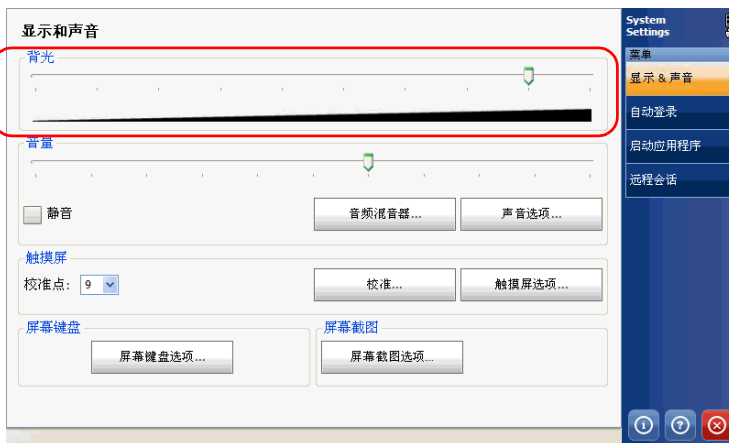 显示和声音
背光
音量
静音
音频混音器...
声音选项...
触摸屏
校准点: 9
校准...
触摸屏选项...
屏幕键盘
屏幕键盘选项...
屏幕截图
屏幕截图选项...
System
Settings
菜单
显示 & 声音
自动登录
启动应用程序
远程会话